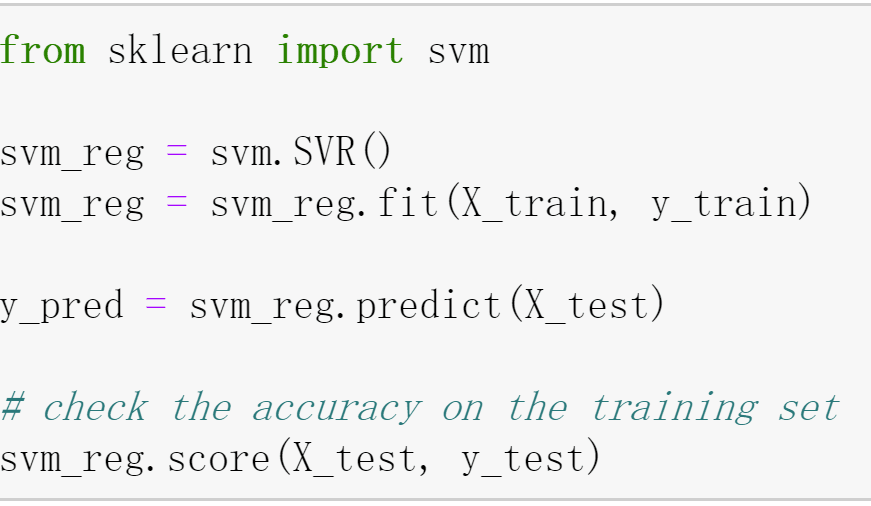 from sklearn import svm
svm_reg = svm.SVR()
svm_reg = svm_reg.fit(X_train, y_train)
y_pred = svm_reg.predict(X_test)
# check the accuracy on the training set
svm_reg.score(X_test, y_test)